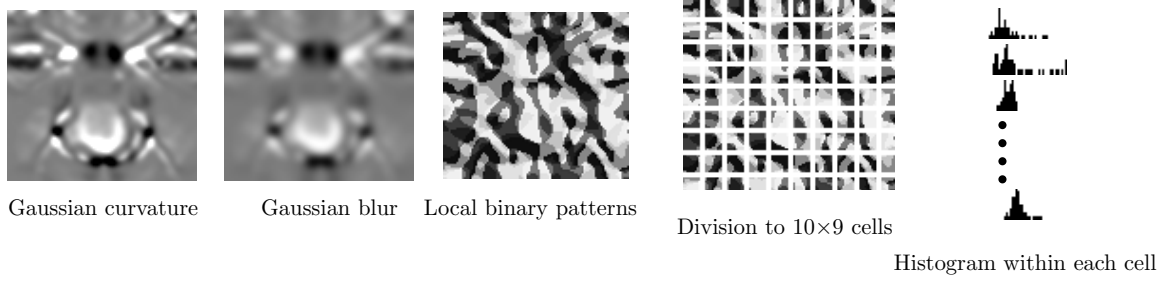 Gaussian curvature
Gaussian blur
Local binary patterns
Division to 10×9 cells
Histogram within each cell